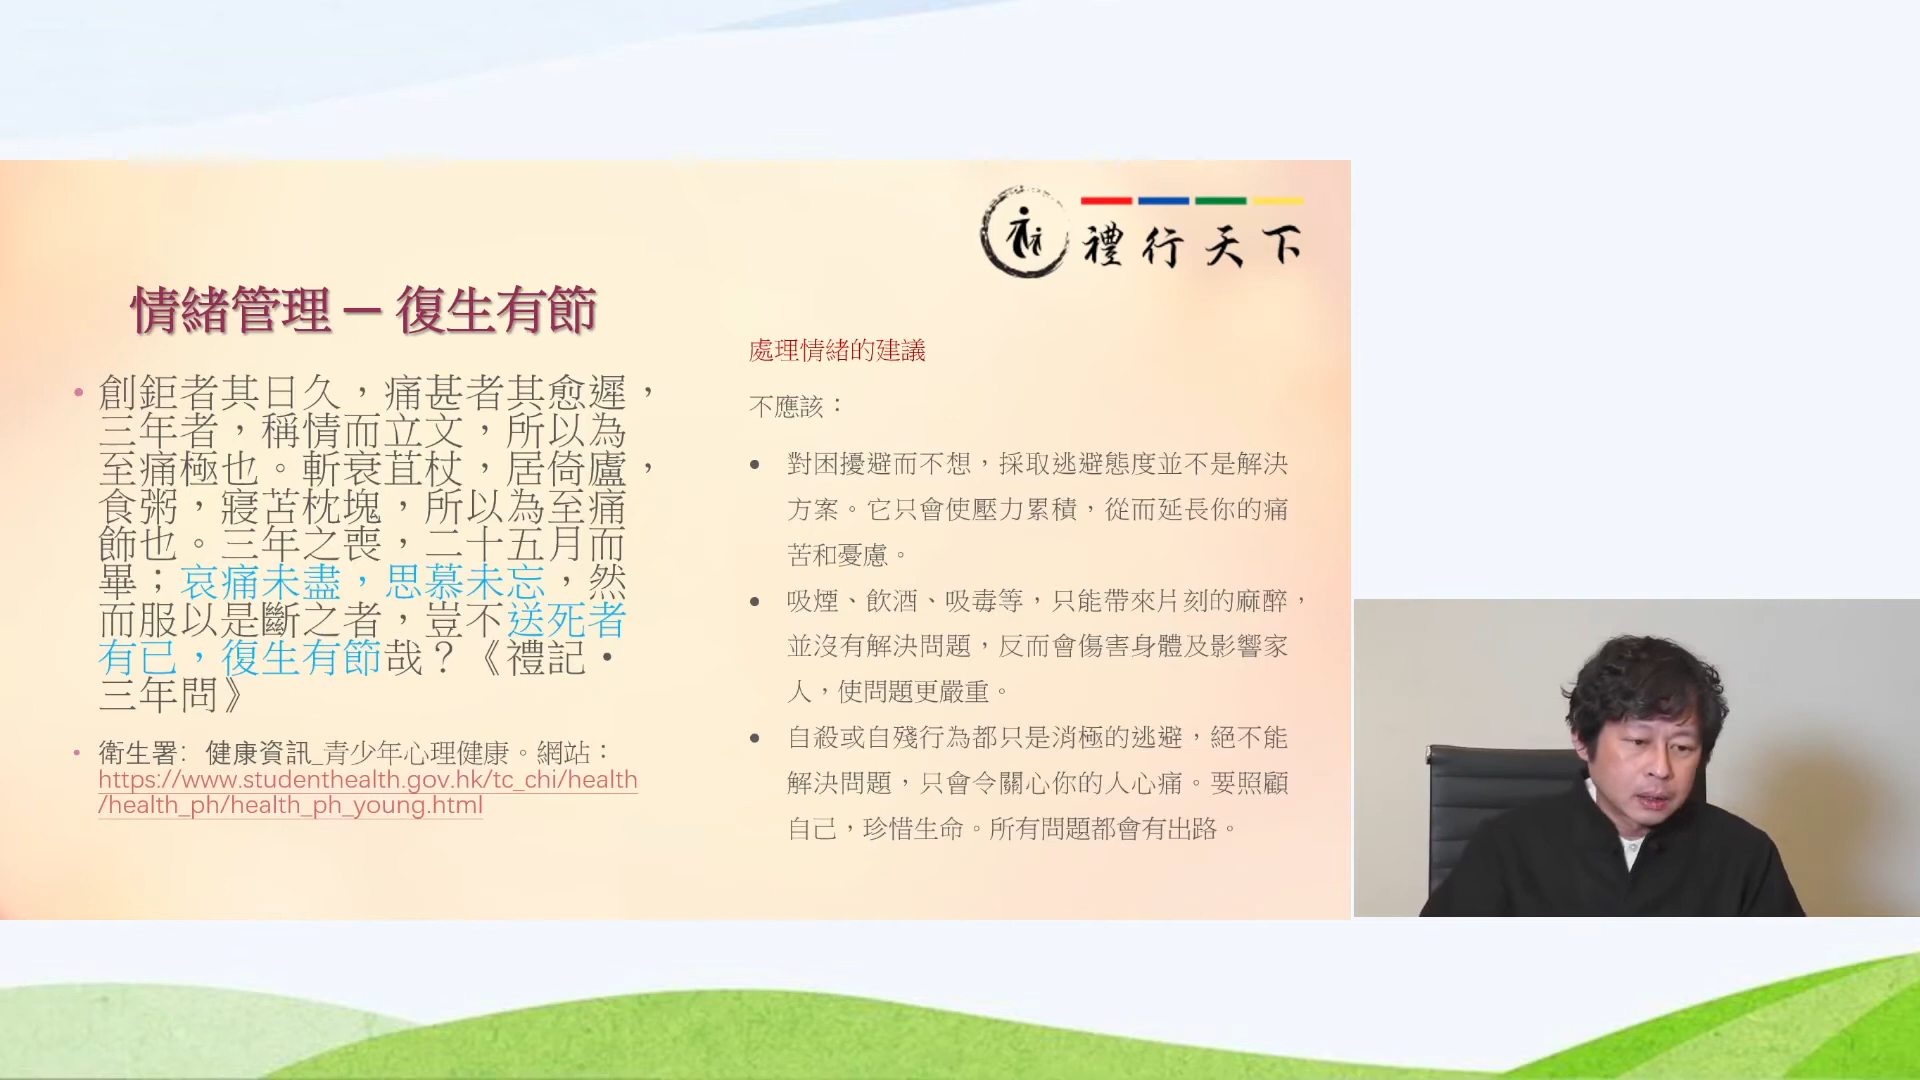 禮行天下
情緒管理 – 復生有節
• 創鉅者其日久，痛甚者其愈遲，
三年者，稱情而立文，所以為
至痛極也。斬衰苴杖，居倚廬，
食粥，寢苫枕塊，所以為至痛
飾也。三年之喪，二十五月而
畢；哀痛未盡，思慕未忘，然
而服以是斷之者，豈不送死者
有已，復生有節哉？《禮記•
三年問》
• 衛生署：健康資訊_青少年心理健康。網站：
https://www.studenthealth.gov.hk/tc_chi/health
/health_ph/health_ph_young.html
處理情緒的建議
不應該：
• 對困擾避而不想，採取逃避態度並不是解決
方案。它只會使壓力累積，從而延長你的痛
苦和憂慮。
• 吸煙、飲酒、吸毒等，只能帶來片刻的麻醉，
並沒有解決問題，反而會傷害身體及影響家
人，使問題更嚴重。
• 自殺或自殘行為都只是消極的逃避，絕不能
解決問題，只會令關心你的人心痛。要照顧
自己，珍惜生命。所有問題都會有出路。